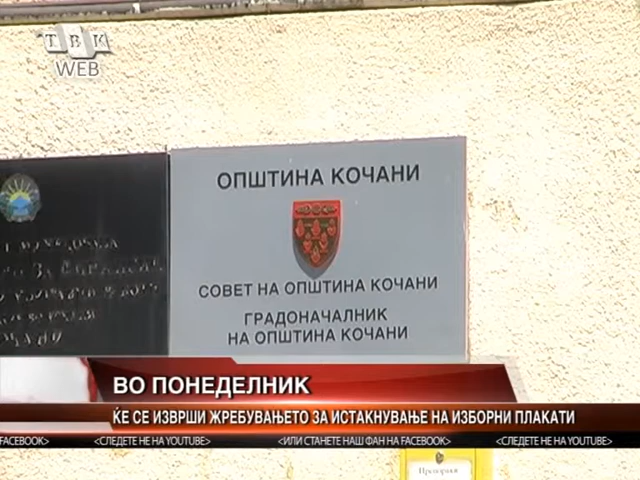 ТВК
WEB
ОПШТИНА КОЧАНИ
СОВЕТ НА ОПШТИНА КОЧАНИ
ГРАДОНАЧАЛНИК
НА ОПШТИНА КОЧАНИ
ВО ПОНЕДЕЛНИК
ЌЕ СЕ ИЗВРШИ ЖРЕБУВАЊЕТО ЗА ИСТАКНУВАЊЕ НА ИЗБОРНИ ПЛАКАТИ
FACEBOOK> <СЛЕДЕТЕ НЕ НА YOUTUBE> <ИЛИ СТАНЕТЕ НАШ ФАН НА FACEBOOK> <СЛЕДЕТЕ НЕ НА YOUTUBE>